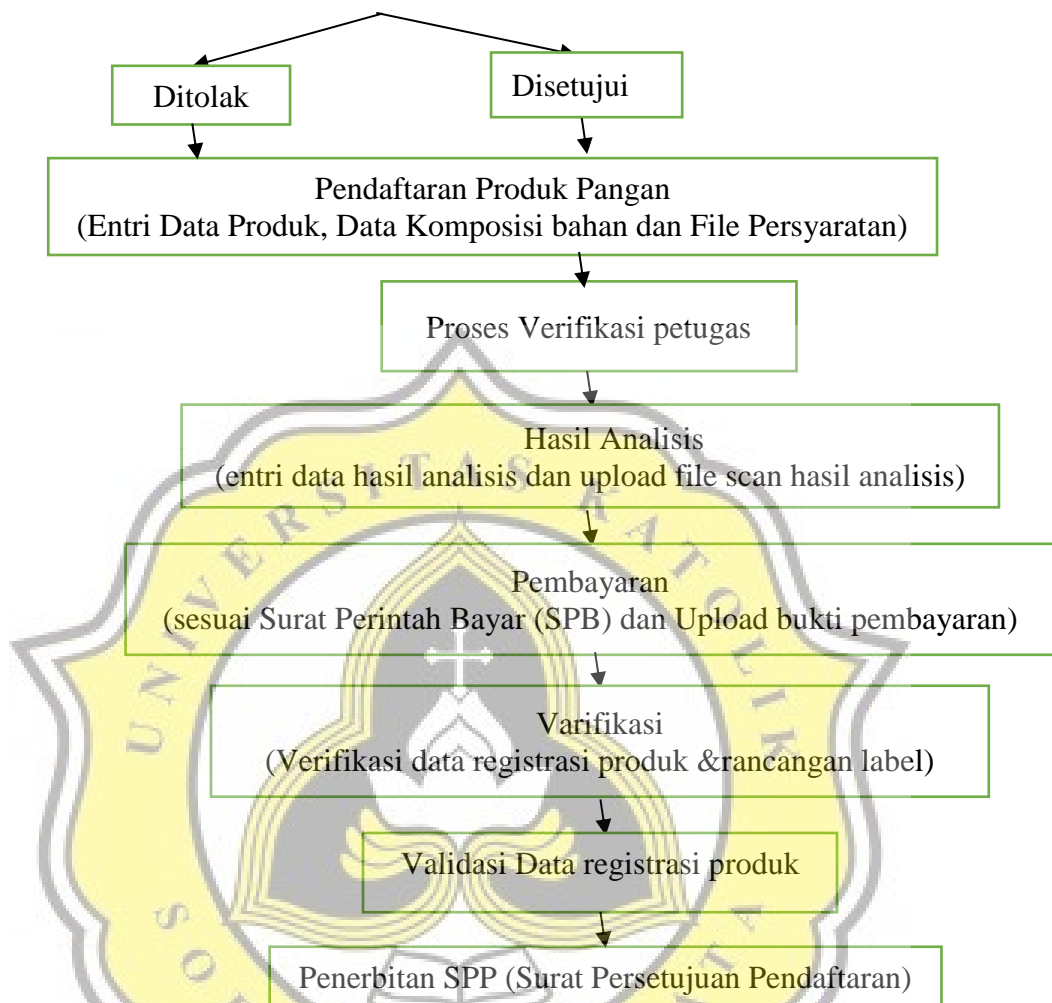 Ditolak
Disetujui
Pendaftaran Produk Pangan
(Entri Data Produk, Data Komposisi bahan dan File Persyaratan)
Proses Verifikasi petugas
Hasil Analisis
(entri data hasil analisis dan upload file scan hasil analisis)
Pembayaran
(sesuai Surat Perintah Bayar (SPB) dan Upload bukti pembayaran)
Varifikasi
(Verifikasi data registrasi produk &rancangan label)
Validasi Data registrasi produk
Penerbitan SPP (Surat Persetujuan Pendaftaran)
UNIVERSITAS KATOLIK